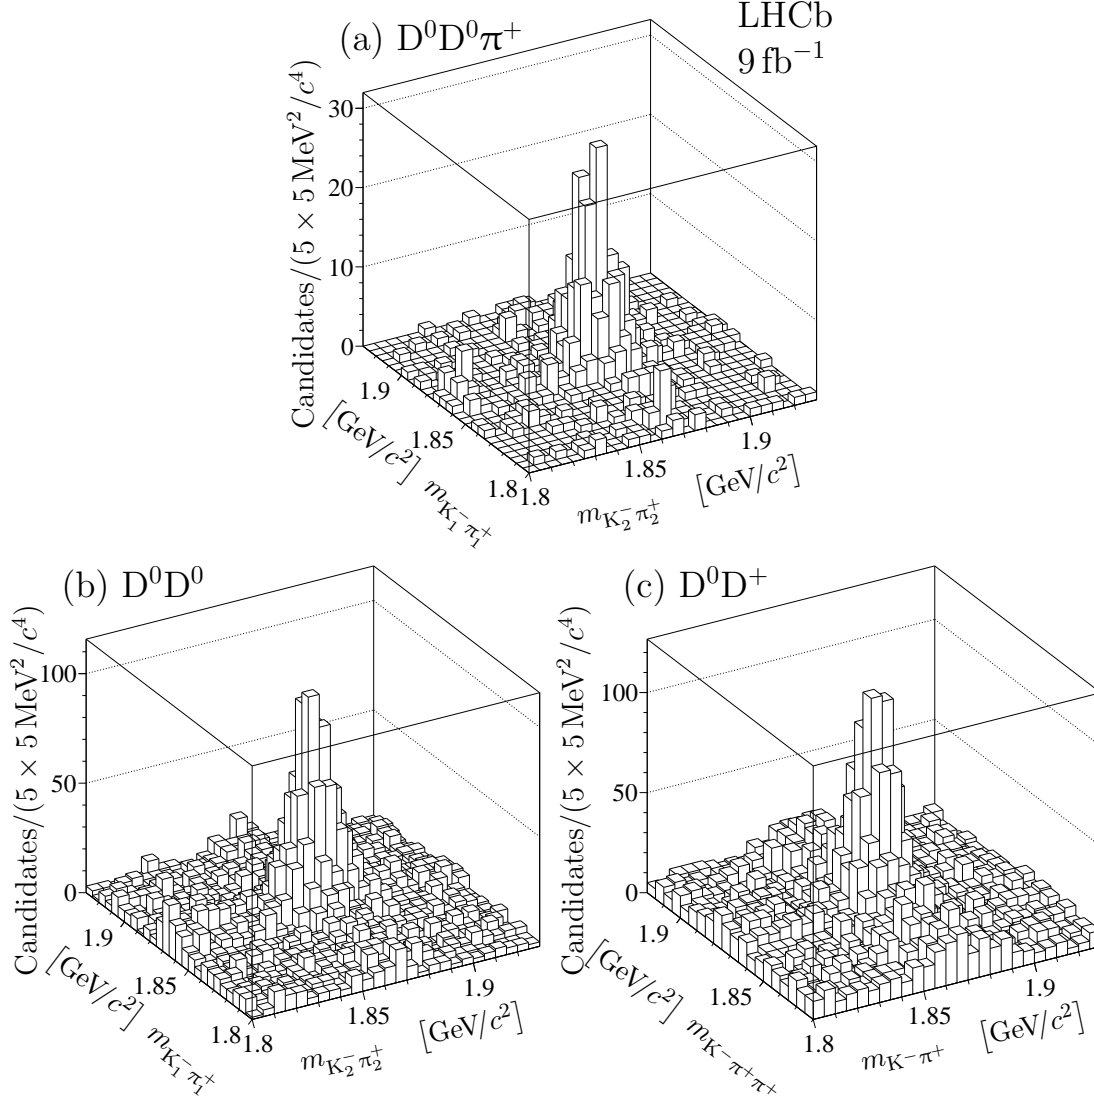 (a) D⁰D⁰π⁺
LHCb
9 fb⁻¹
Candidates/(5 × 5 MeV²/c⁴)
30
20
10
0
1.9
1.85
1.8
[GeV/c²] m_{K₁⁻π₁⁺}
1.8
1.85
1.9
m_{K₂⁻π₂⁺} [GeV/c²]
(b) D⁰D⁰
Candidates/(5 × 5 MeV²/c⁴)
100
50
0
1.9
1.85
1.8
[GeV/c²] m_{K₁⁻π₁⁺}
1.8
1.85
1.9
m_{K₂⁻π₂⁺} [GeV/c²]
(c) D⁰D⁺
Candidates/(5 × 5 MeV²/c⁴)
100
50
0
1.9
1.85
[GeV/c²] m_{K⁻π⁺π⁺}
1.8
1.85
1.9
m_{K⁻π⁺} [GeV/c²]